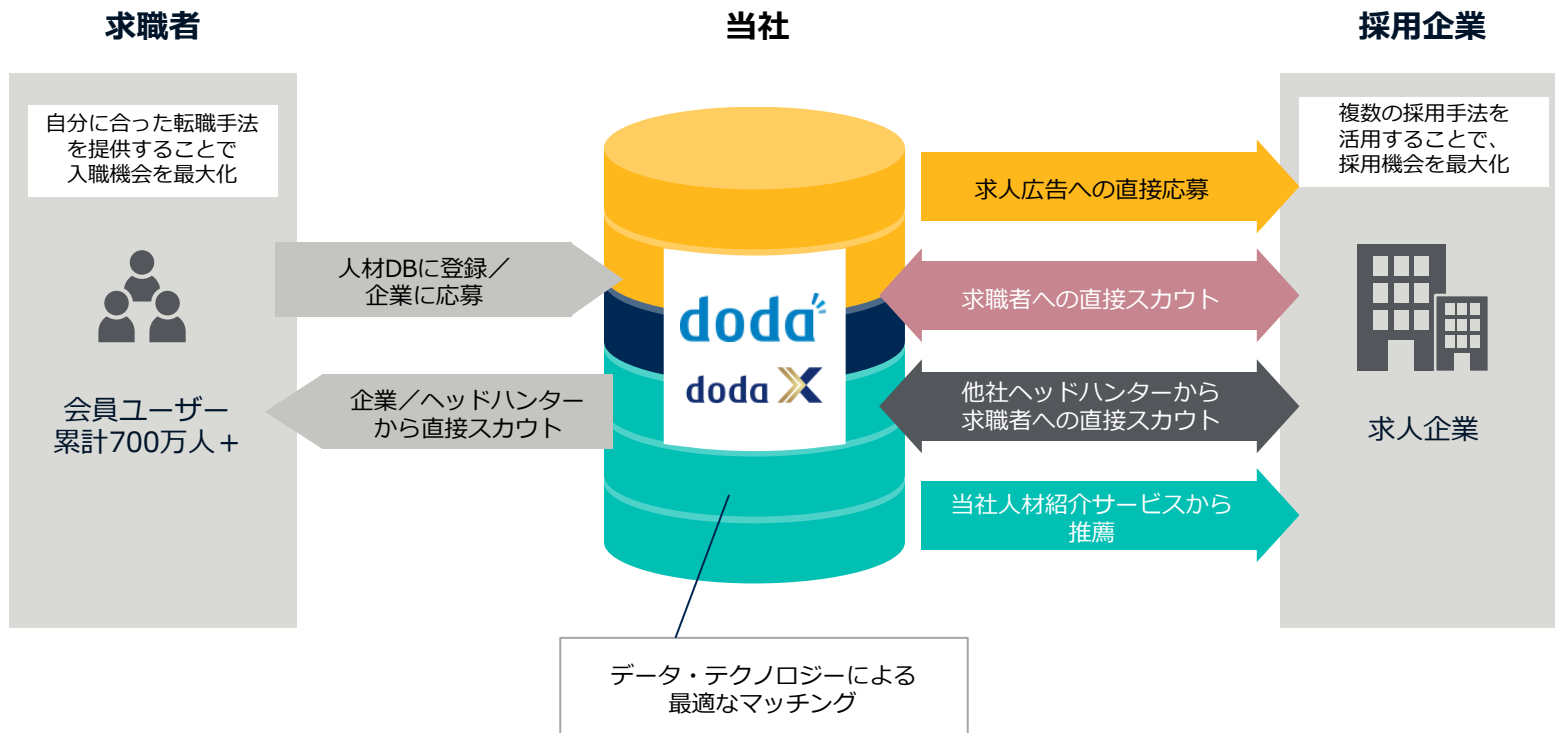 求職者
当社
採用企業
自分に合った転職手法
を提供することで
入職機会を最大化
会員ユーザー
累計700万人＋
人材DBに登録／
企業に応募
企業／ヘッドハンター
から直接スカウト
doda
doda X
データ・テクノロジーによる
最適なマッチング
求人広告への直接応募
求職者への直接スカウト
他社ヘッドハンターから
求職者への直接スカウト
当社人材紹介サービスから
推薦
複数の採用手法を
活用することで、
採用機会を最大化
求人企業